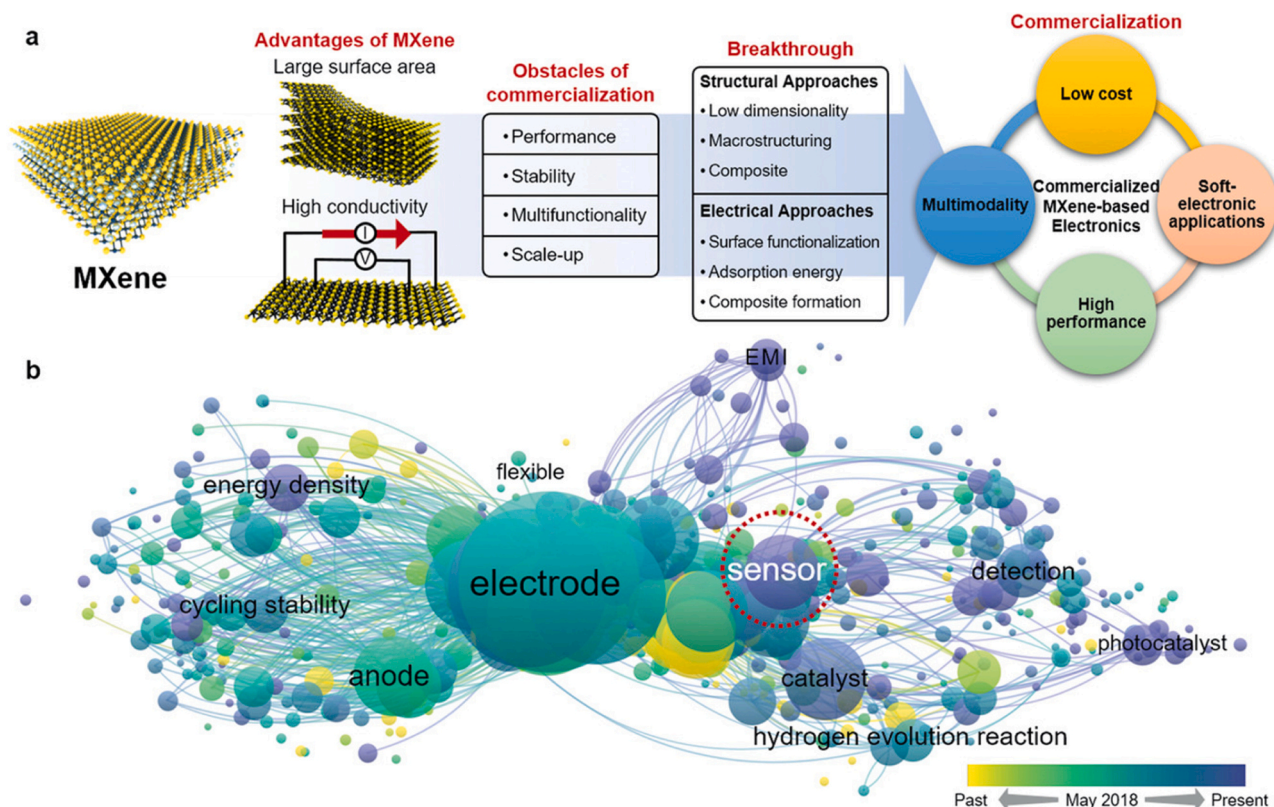 a
Advantages of MXene
Large surface area
High conductivity
I
V
MXene
Obstacles of
commercialization
•Performance
•Stability
•Multifunctionality
•Scale-up
Breakthrough
Structural Approaches
•Low dimensionality
•Macrostructuring
•Composite
Electrical Approaches
•Surface functionalization
•Adsorption energy
•Composite formation
Commercialization
Low cost
Multimodality
Commercialized
MXene-based
Electronics
Soft-
electronic
applications
High
performance
b
EMI
flexible
energy density
electrode
sensor
detection
cycling stability
anode
catalyst
photocatalyst
hydrogen evolution reaction
Past
May 2018
Present